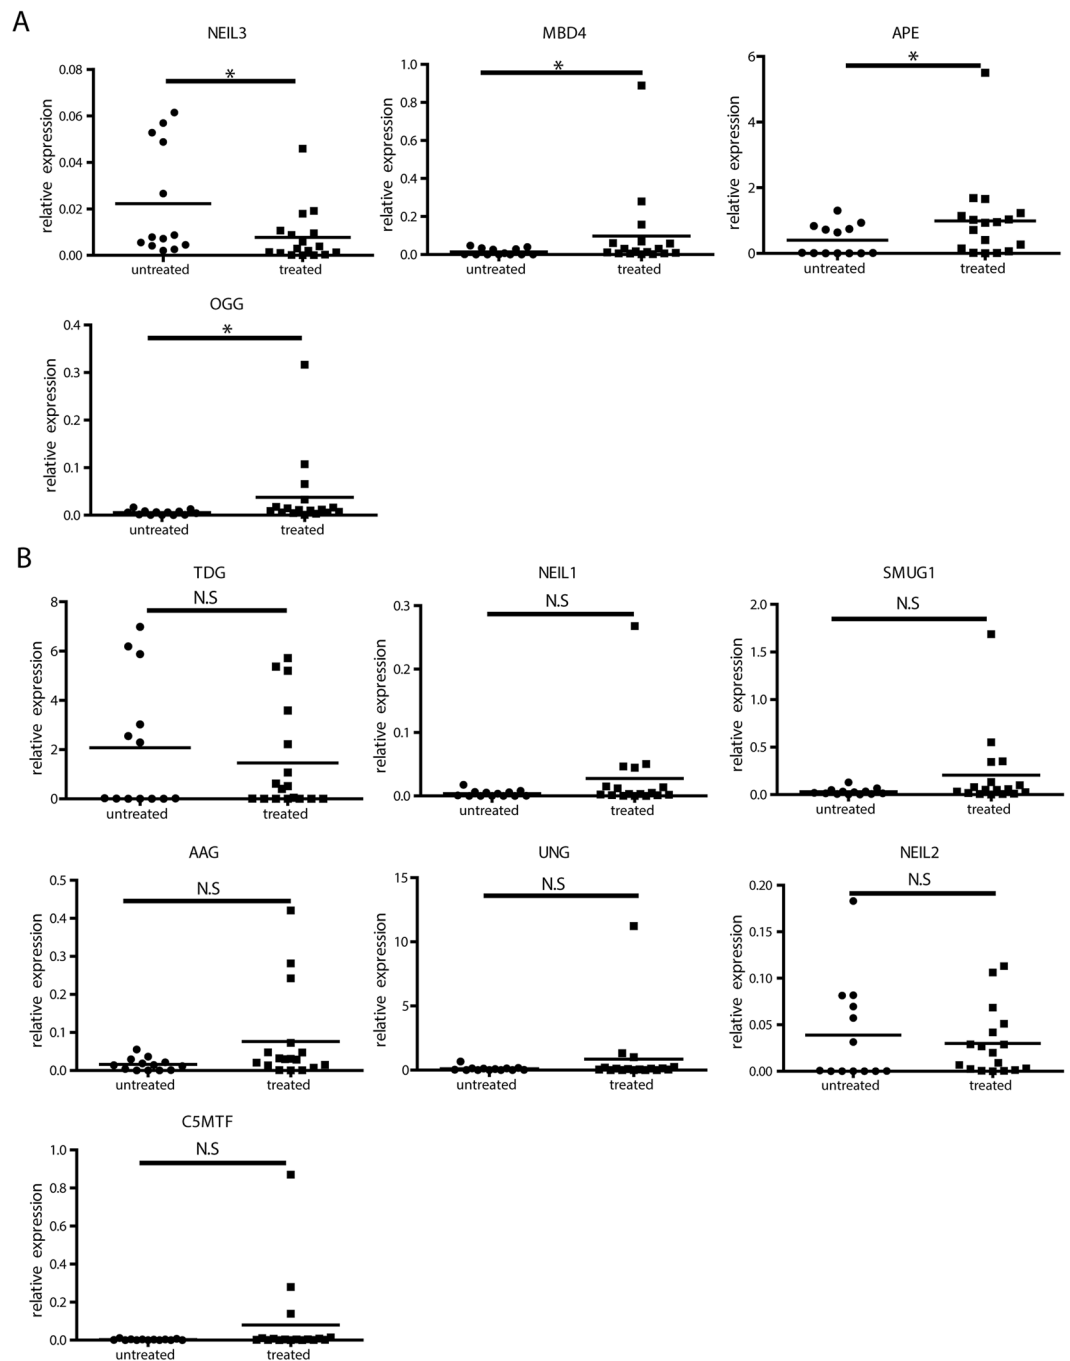 A
NEIL3
MBD4
APE
*
*
*
relative expression
0.08
0.06
0.04
0.02
0.00
untreated
treated
relative expression
1.0
0.8
0.6
0.4
0.2
0.0
untreated
treated
relative expression
6
4
2
0
untreated
treated
OGG
*
relative expression
0.4
0.3
0.2
0.1
0.0
untreated
treated
B
TDG
N.S
relative expression
8
6
4
2
0
untreated
treated
NEIL1
N.S
relative expression
0.3
0.2
0.1
0.0
untreated
treated
SMUG1
N.S
relative expression
2.0
1.5
1.0
0.5
0.0
untreated
treated
AAG
N.S
relative expression
0.5
0.4
0.3
0.2
0.1
0.0
untreated
treated
UNG
N.S
relative expression
15
10
5
0
untreated
treated
NEIL2
N.S
relative expression
0.20
0.15
0.10
0.05
0.00
untreated
treated
C5MTF
N.S
relative expression
1.0
0.8
0.6
0.4
0.2
0.0
untreated
treated